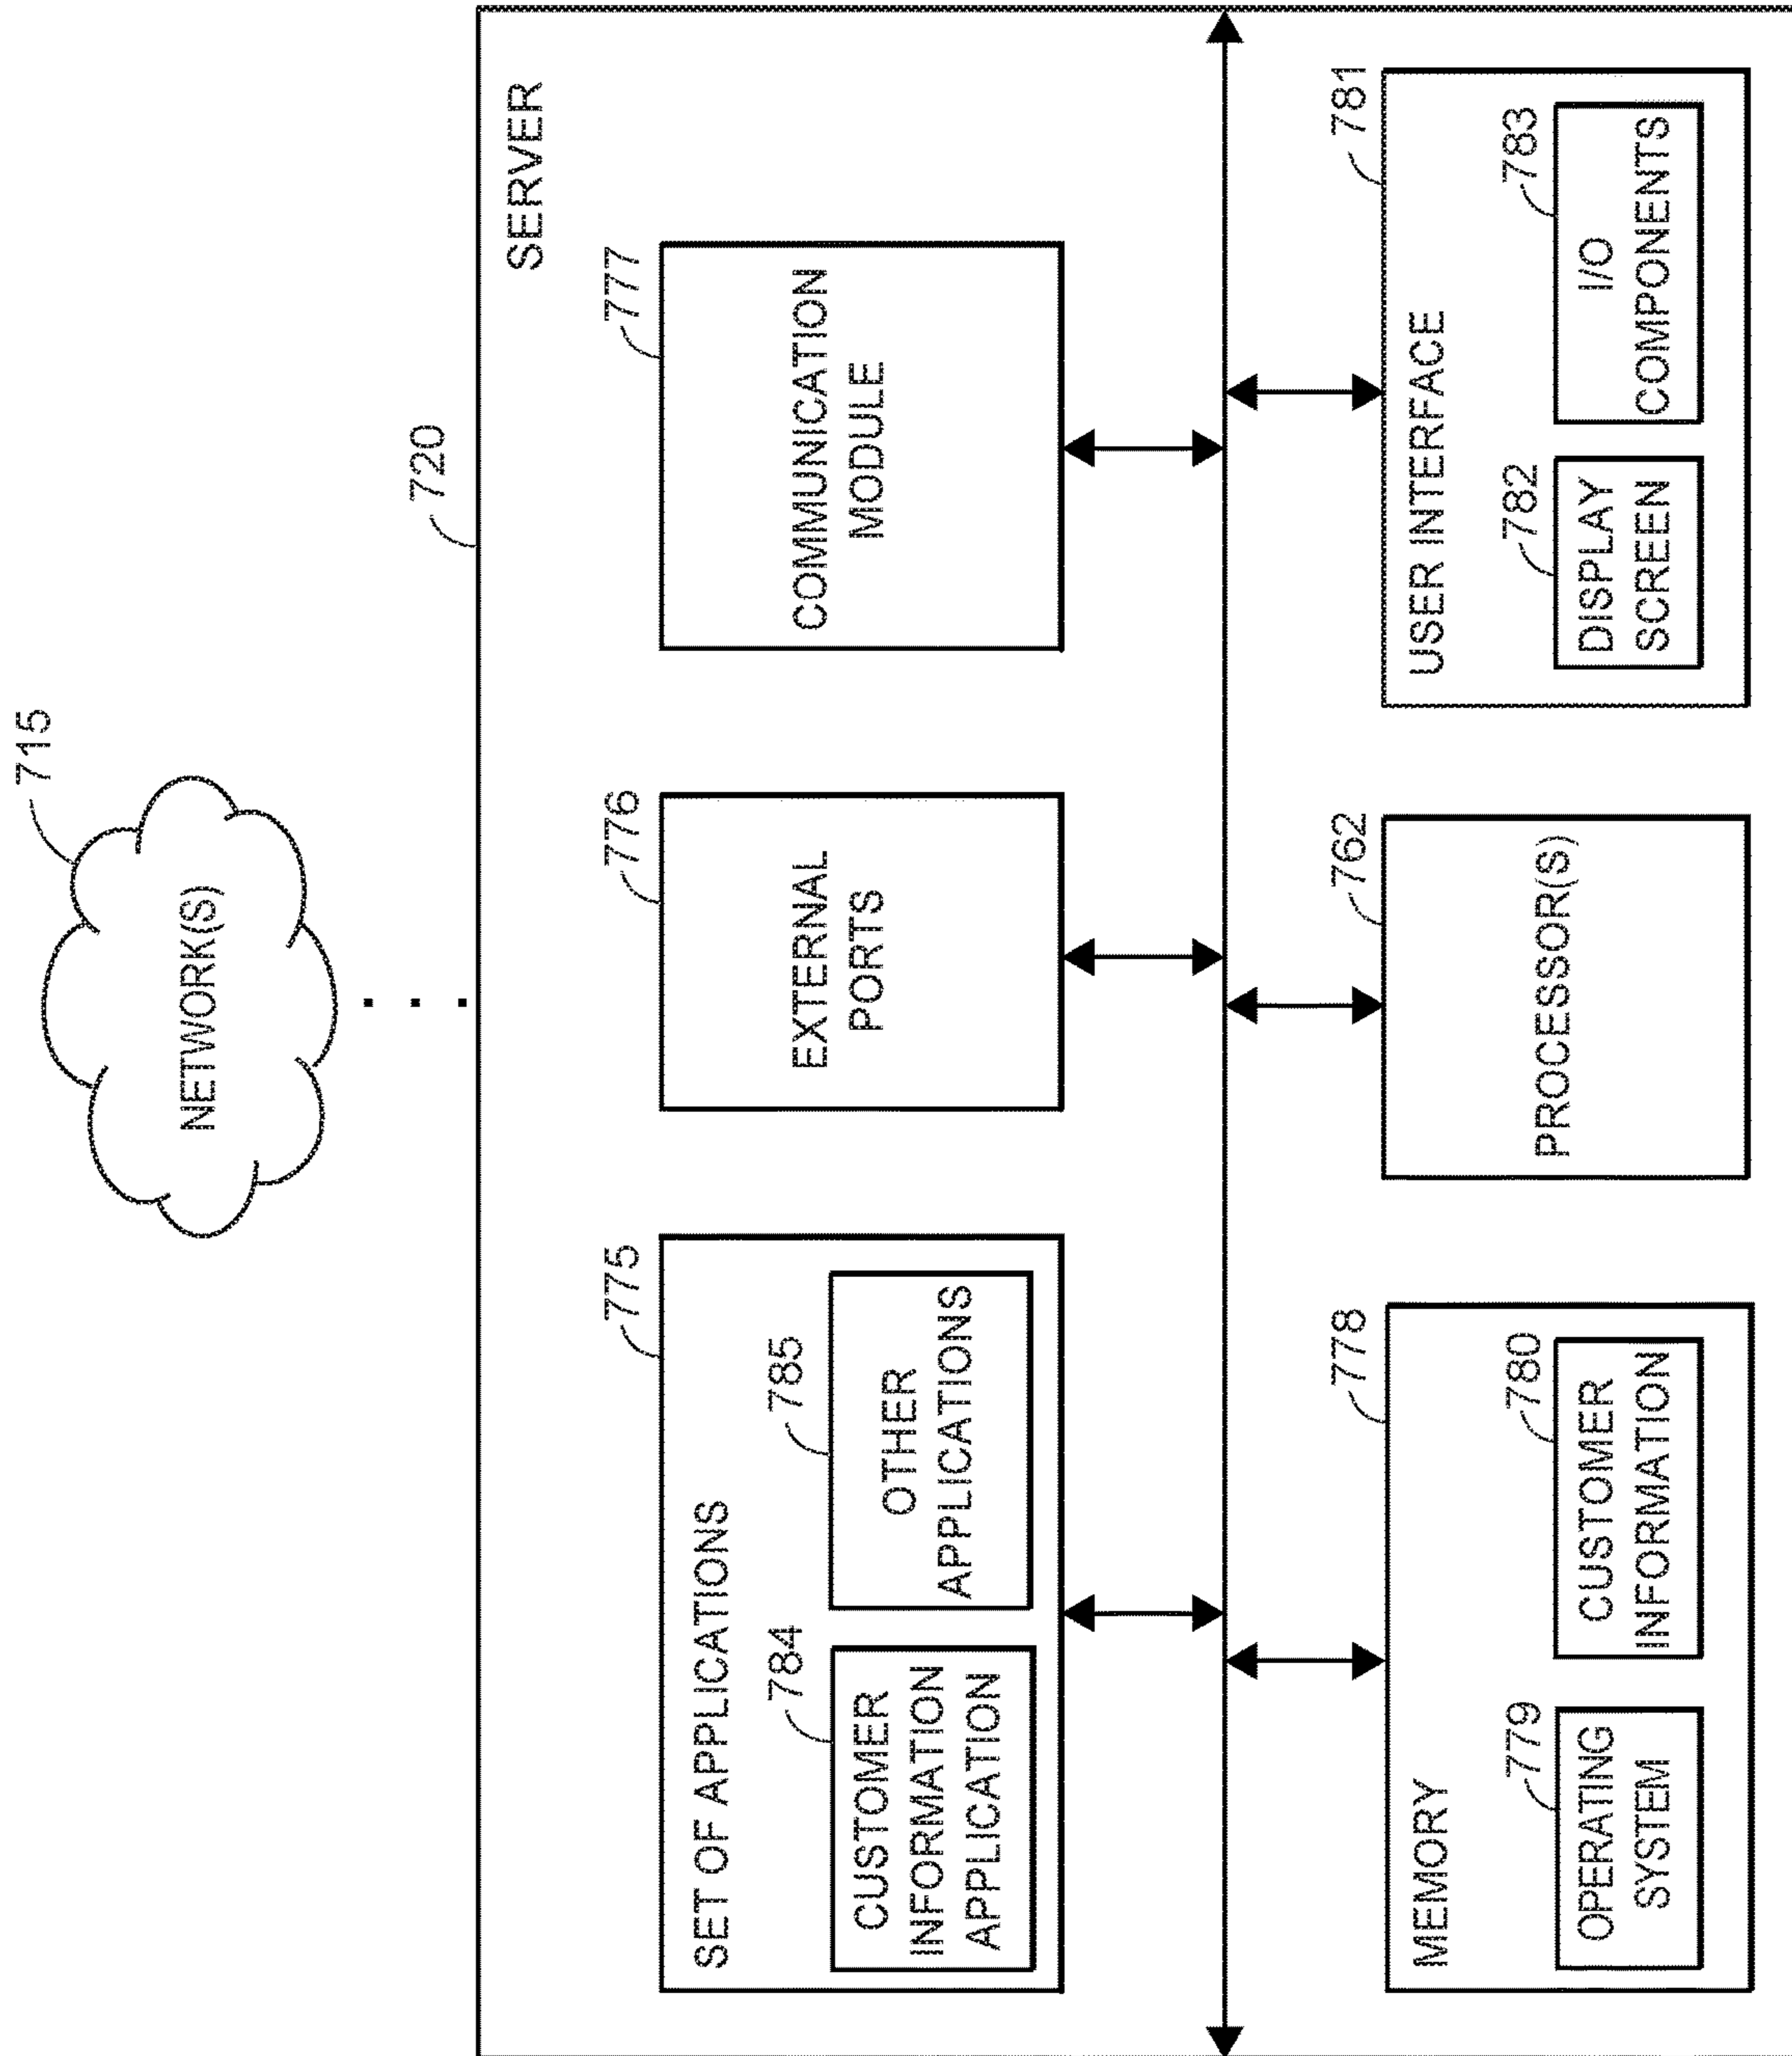 715
NETWORK(S)
720
SERVER
775
SET OF APPLICATIONS
784
CUSTOMER
INFORMATION
APPLICATION
785
OTHER
APPLICATIONS
776
EXTERNAL
PORTS
777
COMMUNICATION
MODULE
778
MEMORY
779
OPERATING
SYSTEM
780
CUSTOMER
INFORMATION
762
PROCESSOR(S)
781
USER INTERFACE
782
DISPLAY
SCREEN
783
I/O
COMPONENTS